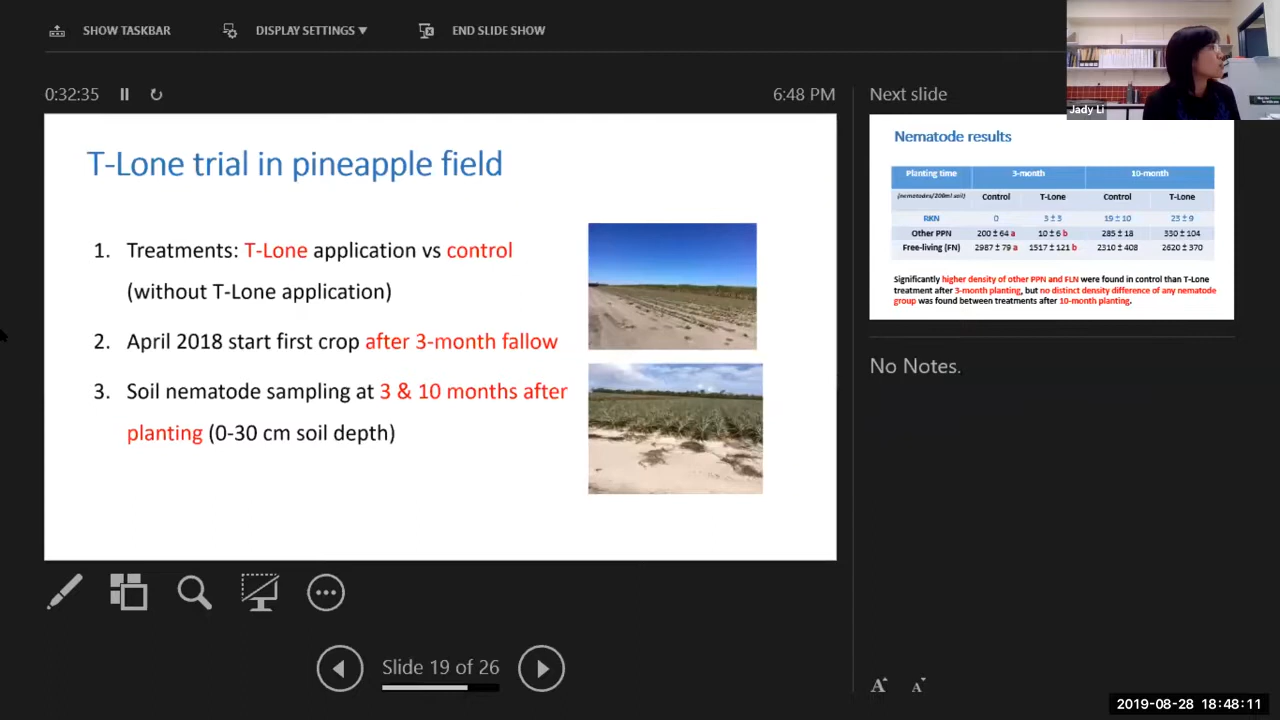 SHOW TASKBAR
DISPLAY SETTINGS ▼
END SLIDE SHOW
0:32:35
6:48 PM
T-Lone trial in pineapple field
1. Treatments: T-Lone application vs control
(without T-Lone application)
2. April 2018 start first crop after 3-month fallow
3. Soil nematode sampling at 3 & 10 months after
planting (0-30 cm soil depth)
Slide 19 of 26
Next slide
Jady Li
Nematode results
Planting time 3-month 10-month
(nematodes/200ml soil) Control T-Lone Control T-Lone
RKN 0 3 ± 3 19 ± 10 23 ± 9
Other PPN 200 ± 64 a 10 ± 6 b 285 ± 18 330 ± 104
Free-living (FN) 2987 ± 79 a 1517 ± 121 b 2310 ± 408 2620 ± 370
Significantly higher density of other PPN and FLN were found in control than T-Lone
treatment after 3-month planting, but no distinct density difference of any nematode
group was found between treatments after 10-month planting.
No Notes.
A A
2019-08-28 18:48:11